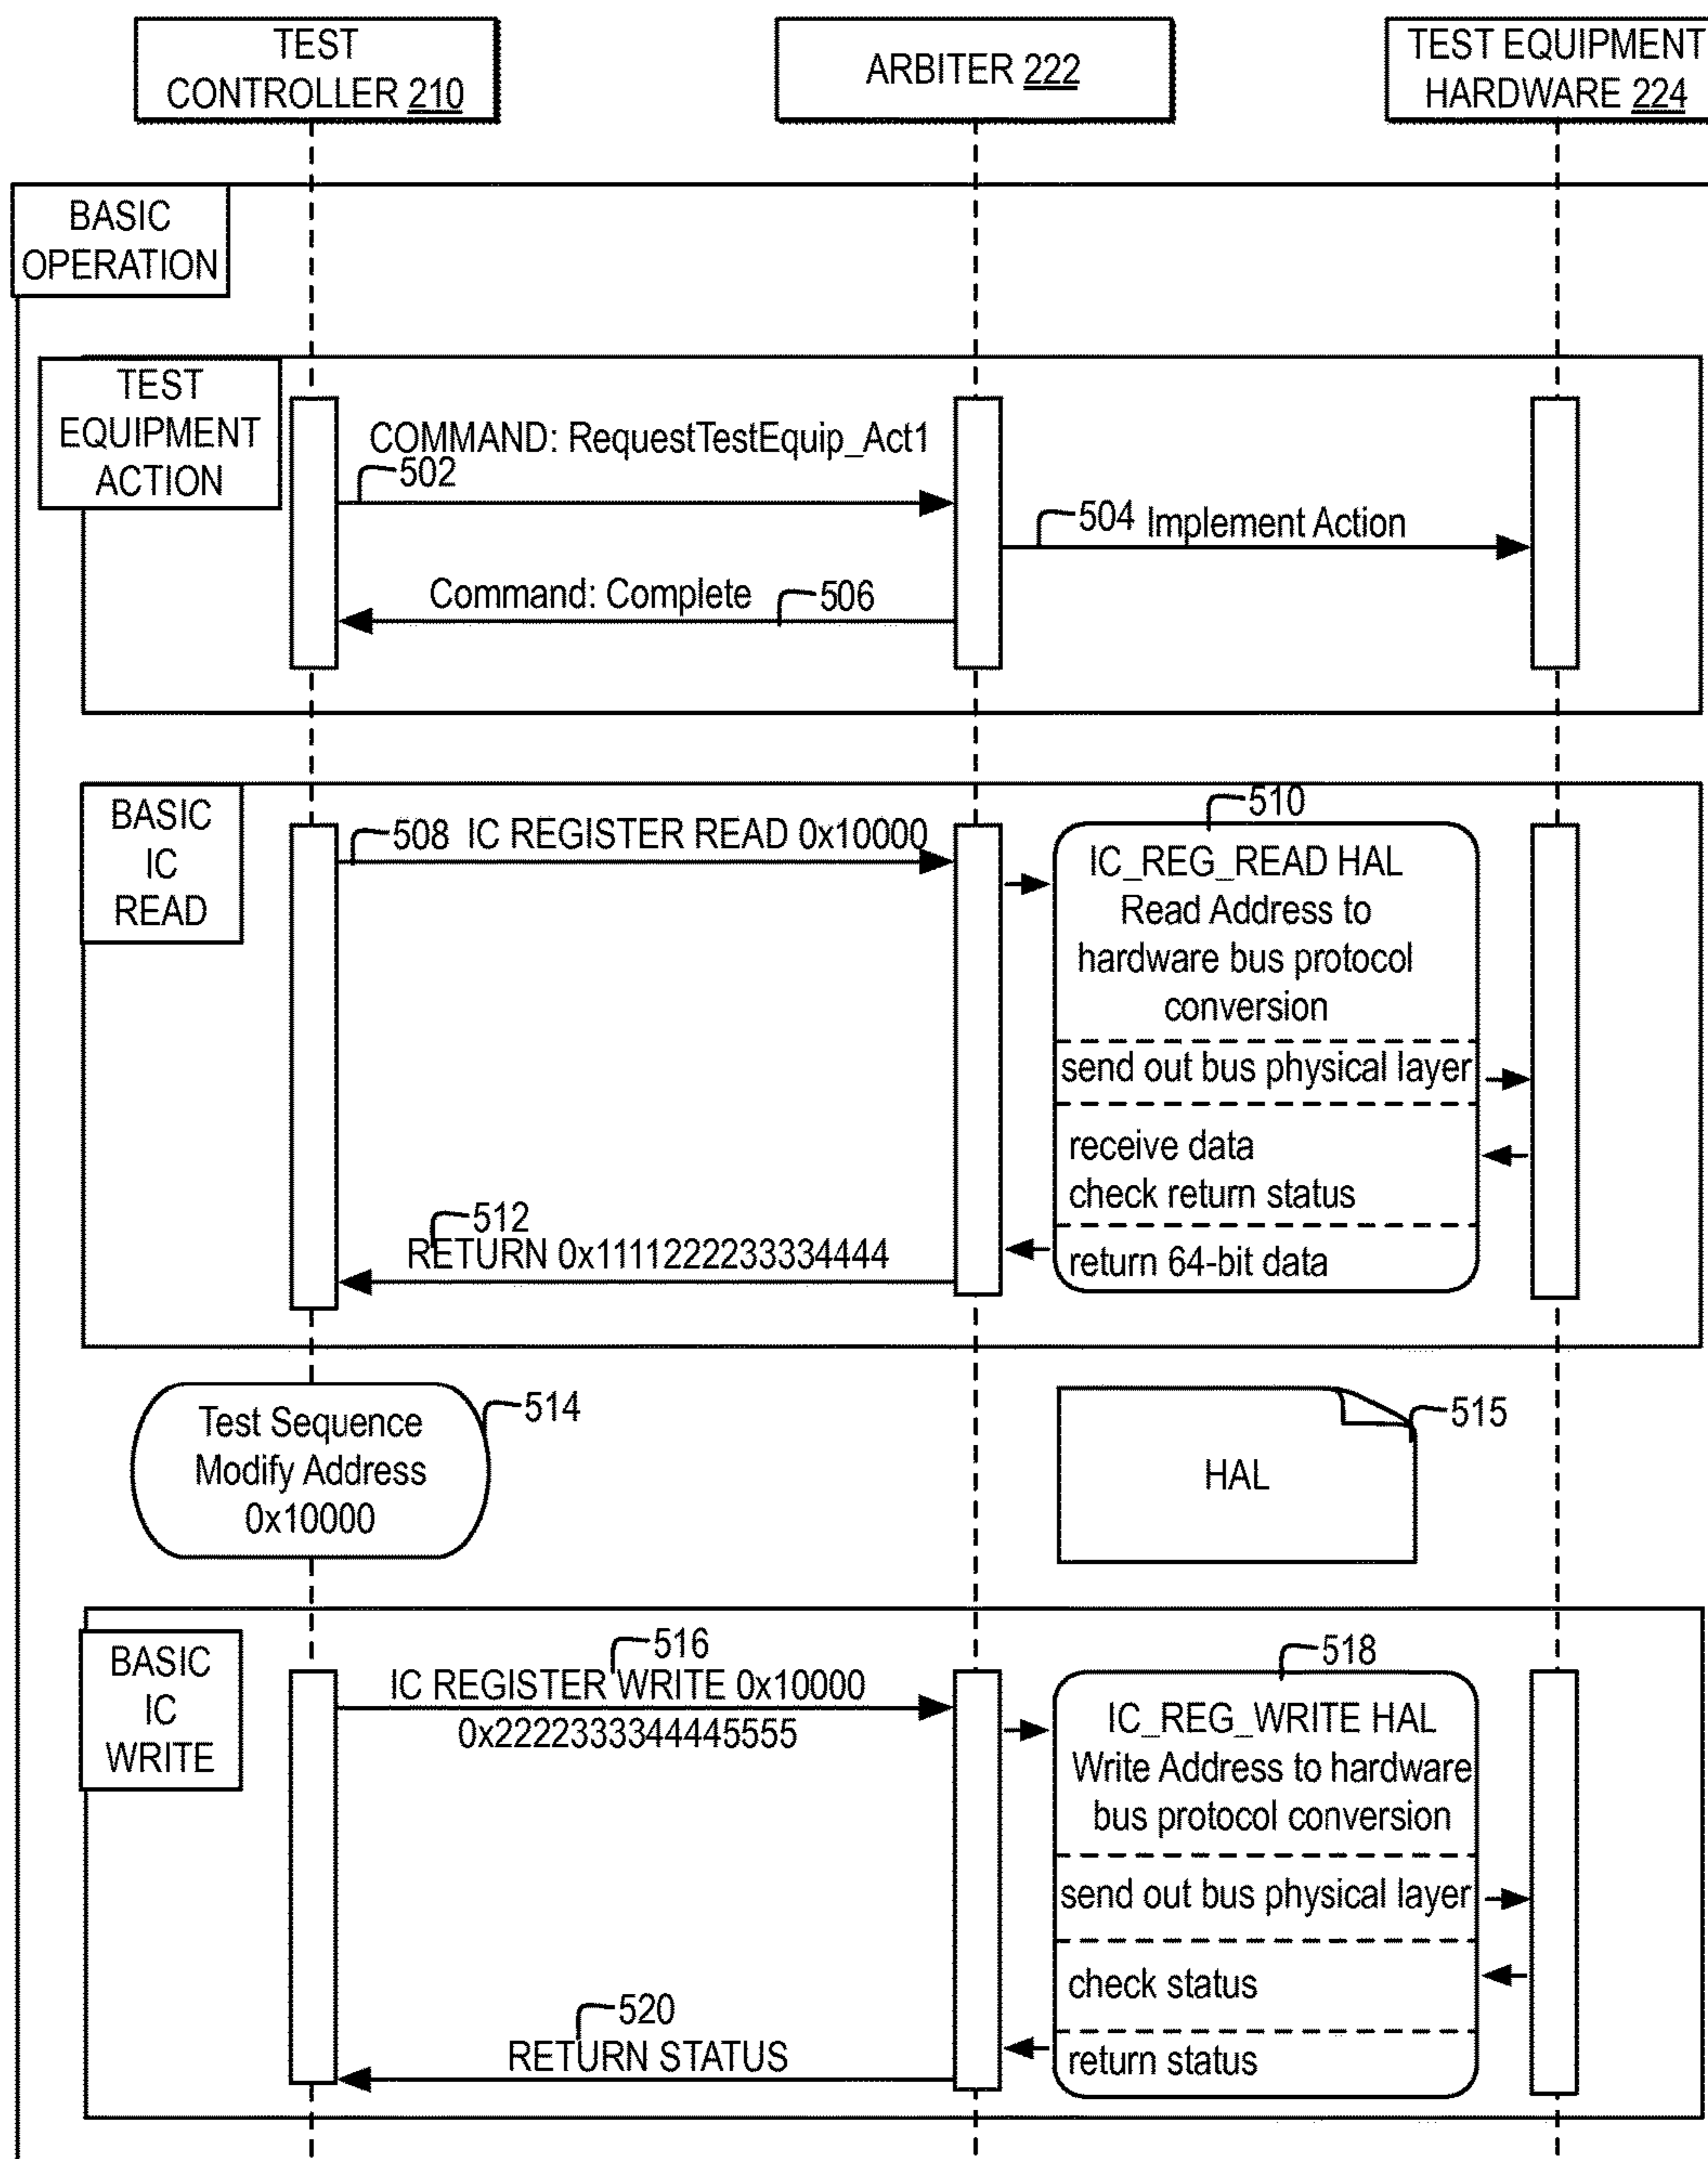 TEST
CONTROLLER 210
ARBITER 222
TEST EQUIPMENT
HARDWARE 224
BASIC
OPERATION
TEST
EQUIPMENT
ACTION
COMMAND: RequestTestEquip_Act1
502
504 Implement Action
Command: Complete 506
BASIC
IC
READ
508 IC REGISTER READ 0x10000
510
IC_REG_READ HAL
Read Address to
hardware bus protocol
conversion
send out bus physical layer
receive data
check return status
512
RETURN 0x1111222233334444
return 64-bit data
Test Sequence
Modify Address
0x10000
514
HAL
515
BASIC
IC
WRITE
516
IC REGISTER WRITE 0x10000
0x2222333344445555
518
IC_REG_WRITE HAL
Write Address to hardware
bus protocol conversion
send out bus physical layer
check status
520
RETURN STATUS
return status